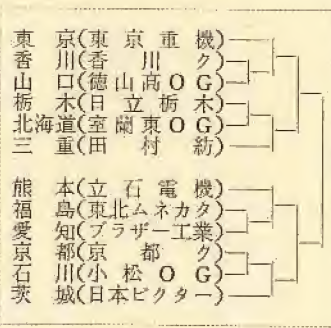 東京(東京重機)
香川(香川ク)
山口(徳山高OG)
栃木(日立栃木)
北海道(室蘭東OG)
三重(田村紡)
熊本(立石電機)
福島(東北ムネカタ)
愛知(ブラザー工業)
京都(京都ク)
石川(小松OG)
茨城(日本ビクター)